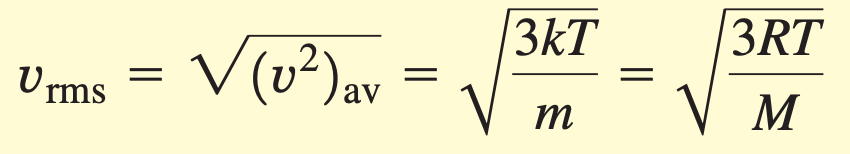 v_rms = √(v²)_av = √(3kT/m) = √(3RT/M)